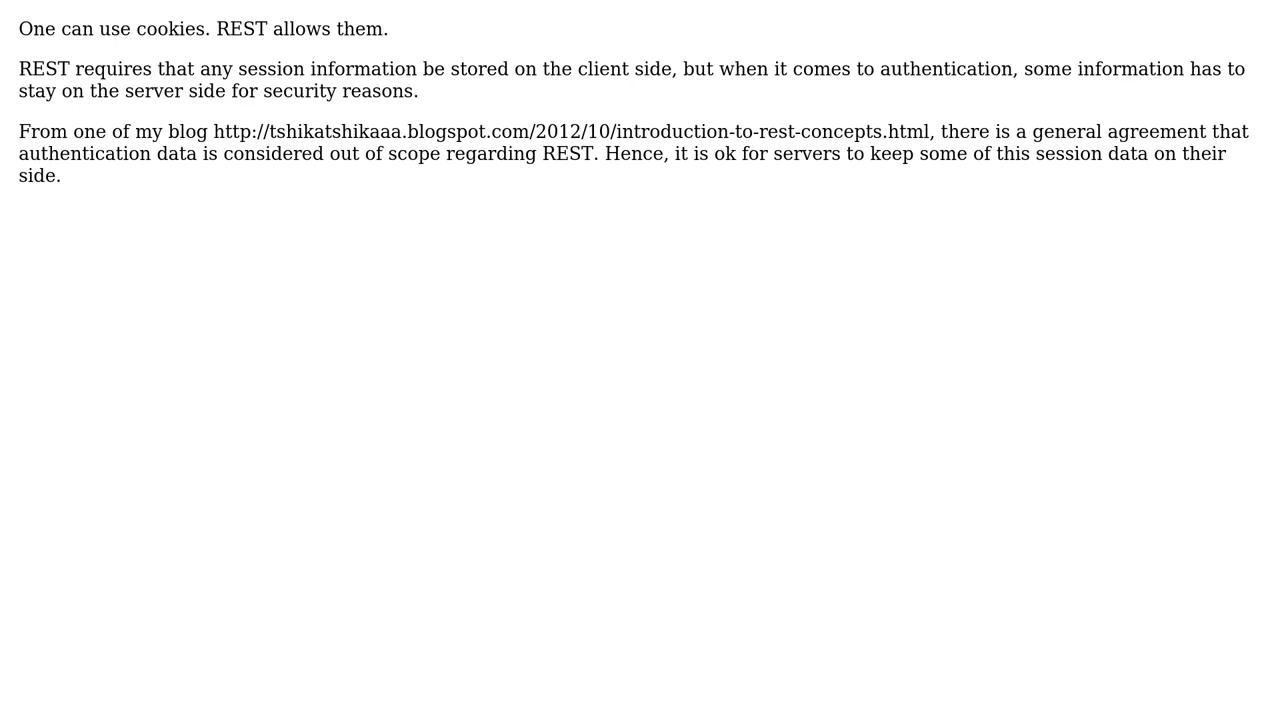 One can use cookies. REST allows them.
REST requires that any session information be stored on the client side, but when it comes to authentication, some information has to
stay on the server side for security reasons.
From one of my blog http://tshikatshikaaa.blogspot.com/2012/10/introduction-to-rest-concepts.html, there is a general agreement that
authentication data is considered out of scope regarding REST. Hence, it is ok for servers to keep some of this session data on their
side.